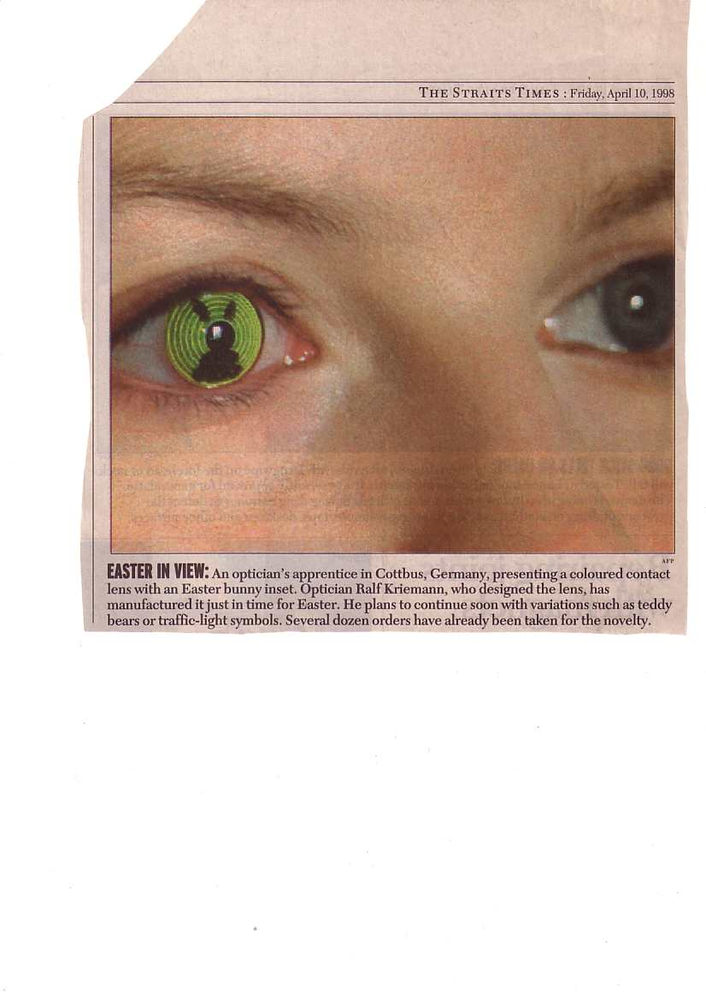 THE STRAITS TIMES : Friday, April 10, 1998
AFP
EASTER IN VIEW: An optician's apprentice in Cottbus, Germany, presenting a coloured contact
lens with an Easter bunny inset. Optician Ralf Kriemann, who designed the lens, has
manufactured it just in time for Easter. He plans to continue soon with variations such as teddy
bears or traffic-light symbols. Several dozen orders have already been taken for the novelty.